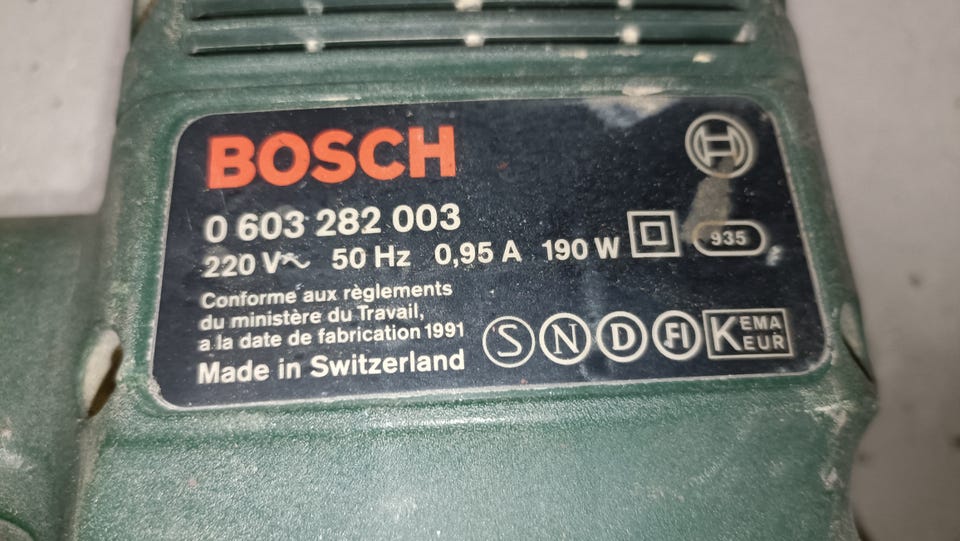 BOSCH
0 603 282 003
220 V~ 50 Hz 0,95 A 190 W 935
Conforme aux règlements
du ministère du Travail,
a la date de fabrication 1991
Made in Switzerland
S N D FI KEMA KEUR